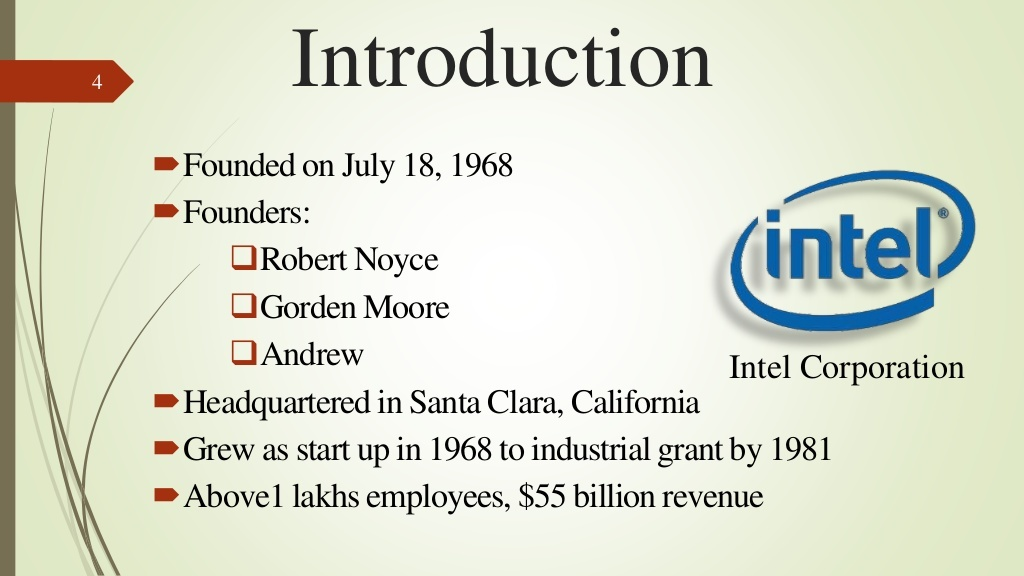 Introduction
4
Founded on July 18, 1968
Founders:
Robert Noyce
Gorden Moore
Andrew
intel®
Intel Corporation
Headquartered in Santa Clara, California
Grew as start up in 1968 to industrial grant by 1981
Above1 lakhs employees, $55 billion revenue